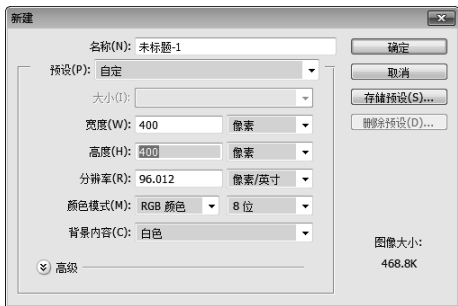 新建
名称(N): 未标题-1
确定
预设(P): 自定
取消
大小(I):
存储预设(S)...
宽度(W): 400 像素
删除预设(D)...
高度(H): 400 像素
分辨率(R): 96.012 像素/英寸
颜色模式(M): RGB 颜色 8 位
背景内容(C): 白色
图像大小:
高级
468.8K